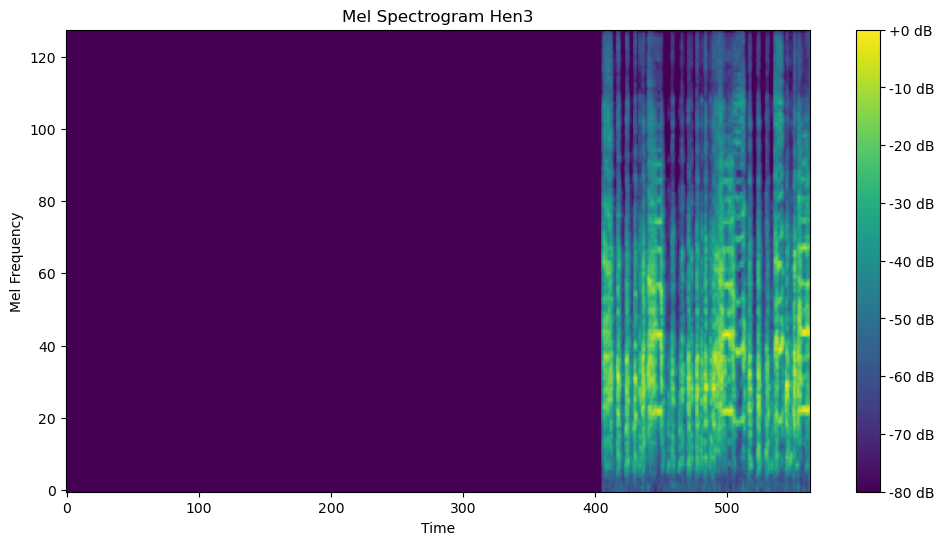 Mel Spectrogram Hen3
Mel Frequency
120
100
80
60
40
20
0
0 100 200 300 400 500
Time
+0 dB
-10 dB
-20 dB
-30 dB
-40 dB
-50 dB
-60 dB
-70 dB
-80 dB